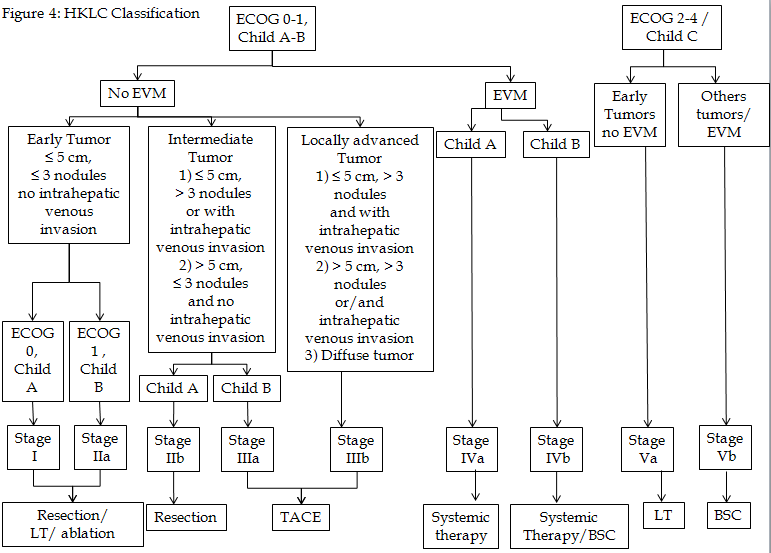 Figure 4: HKLC Classification
ECOG 0-1,
Child A-B
ECOG 2-4 /
Child C
No EVM
EVM
Early
Tumors
no EVM
Others
tumors/
EVM
Early Tumor
≤ 5 cm,
≤ 3 nodules
no intrahepatic
venous
invasion
Intermediate
Tumor
1) ≤ 5 cm,
> 3 nodules
or with
intrahepatic
venous invasion
2) > 5 cm,
≤ 3 nodules
and no
intrahepatic
venous invasion
Locally advanced
Tumor
1) ≤ 5 cm, > 3
nodules
and with
intrahepatic
venous invasion
2) > 5 cm, > 3
nodules
or/and
intrahepatic
venous invasion
3) Diffuse tumor
Child A
Child B
ECOG
0,
Child
A
ECOG
1 ,
Child
B
Child A
Child B
Stage
I
Stage
IIa
Stage
IIb
Stage
IIIa
Stage
IIIb
Stage
IVa
Stage
IVb
Stage
Va
Stage
Vb
Resection/
LT/ ablation
Resection
TACE
Systemic
therapy
Systemic
Therapy/BSC
LT
BSC